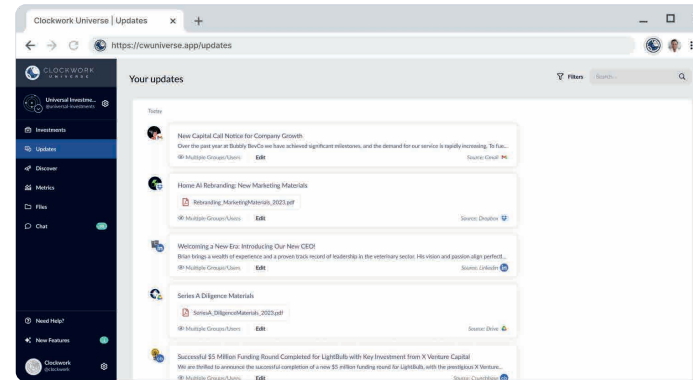 Clockwork Universe | Updates
https://cwuniverse.app/updates
CLOCKWORK
UNIVERSE
Universal Investme...
@universal-investments
Investments
Updates
Discover
Metrics
Files
Chat
Need Help?
New Features
Clockwork
@clockwork
Your updates
Filters
Search...
Today
New Capital Call Notice for Company Growth
Over the past year at Bubbly BevCo we have achieved significant milestones, and the demand for our service is rapidly increasing. To fue...
Multiple Groups/Users Edit Source: Gmail
Home AI Rebranding: New Marketing Materials
Rebranding_MarketingMaterials_2023.pdf
Multiple Groups/Users Edit Source: Dropbox
Welcoming a New Era: Introducing Our New CEO!
Brian brings a wealth of experience and a proven track record of leadership in the veterinary sector. His vision and passion align perfectl...
Multiple Groups/Users Edit Source: Linkedin
Series A Diligence Materials
SeriesA_DiligenceMaterials_2023.pdf
Multiple Groups/Users Edit Source: Drive
Successful $5 Million Funding Round Completed for LightBulb with Key Investment from X Venture Capital
We are thrilled to announce the successful completion of a new $5 million funding round for LightBulb, with the prestigious X Venture...
Multiple Groups/Users Edit Source: Crunchbase